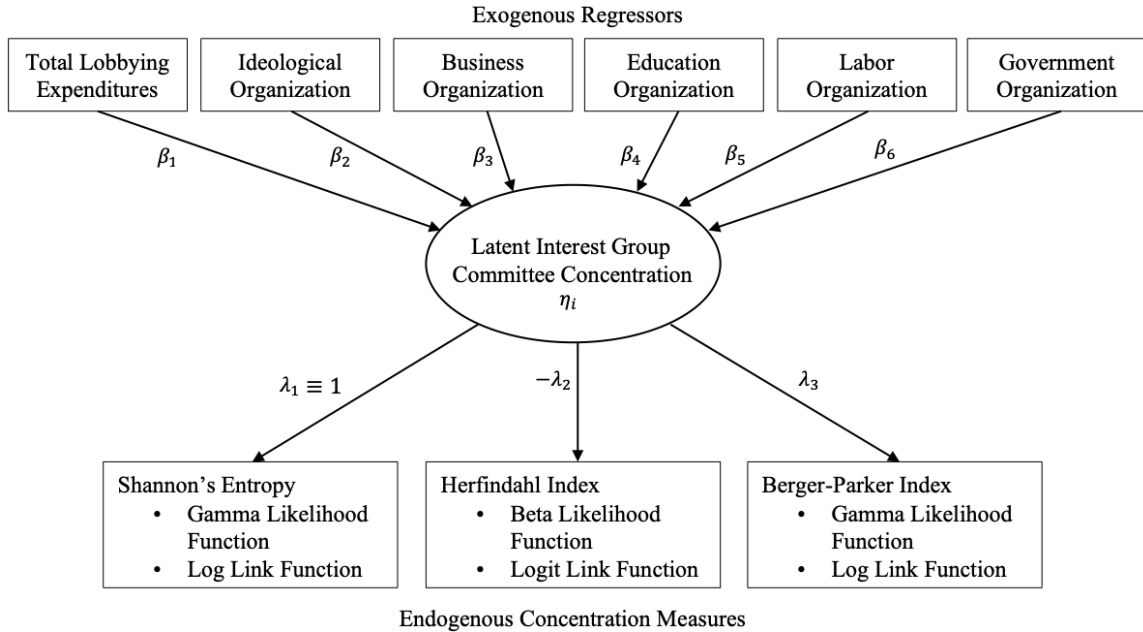 Exogenous Regressors
Total Lobbying
Expenditures
Ideological
Organization
Business
Organization
Education
Organization
Labor
Organization
Government
Organization
β₁
β₂
β₃
β₄
β₅
β₆
Latent Interest Group
Committee Concentration
ηᵢ
λ₁ ≡ 1
−λ₂
λ₃
Shannon’s Entropy
• Gamma Likelihood
Function
• Log Link Function
Herfindahl Index
• Beta Likelihood
Function
• Logit Link Function
Berger-Parker Index
• Gamma Likelihood
Function
• Log Link Function
Endogenous Concentration Measures